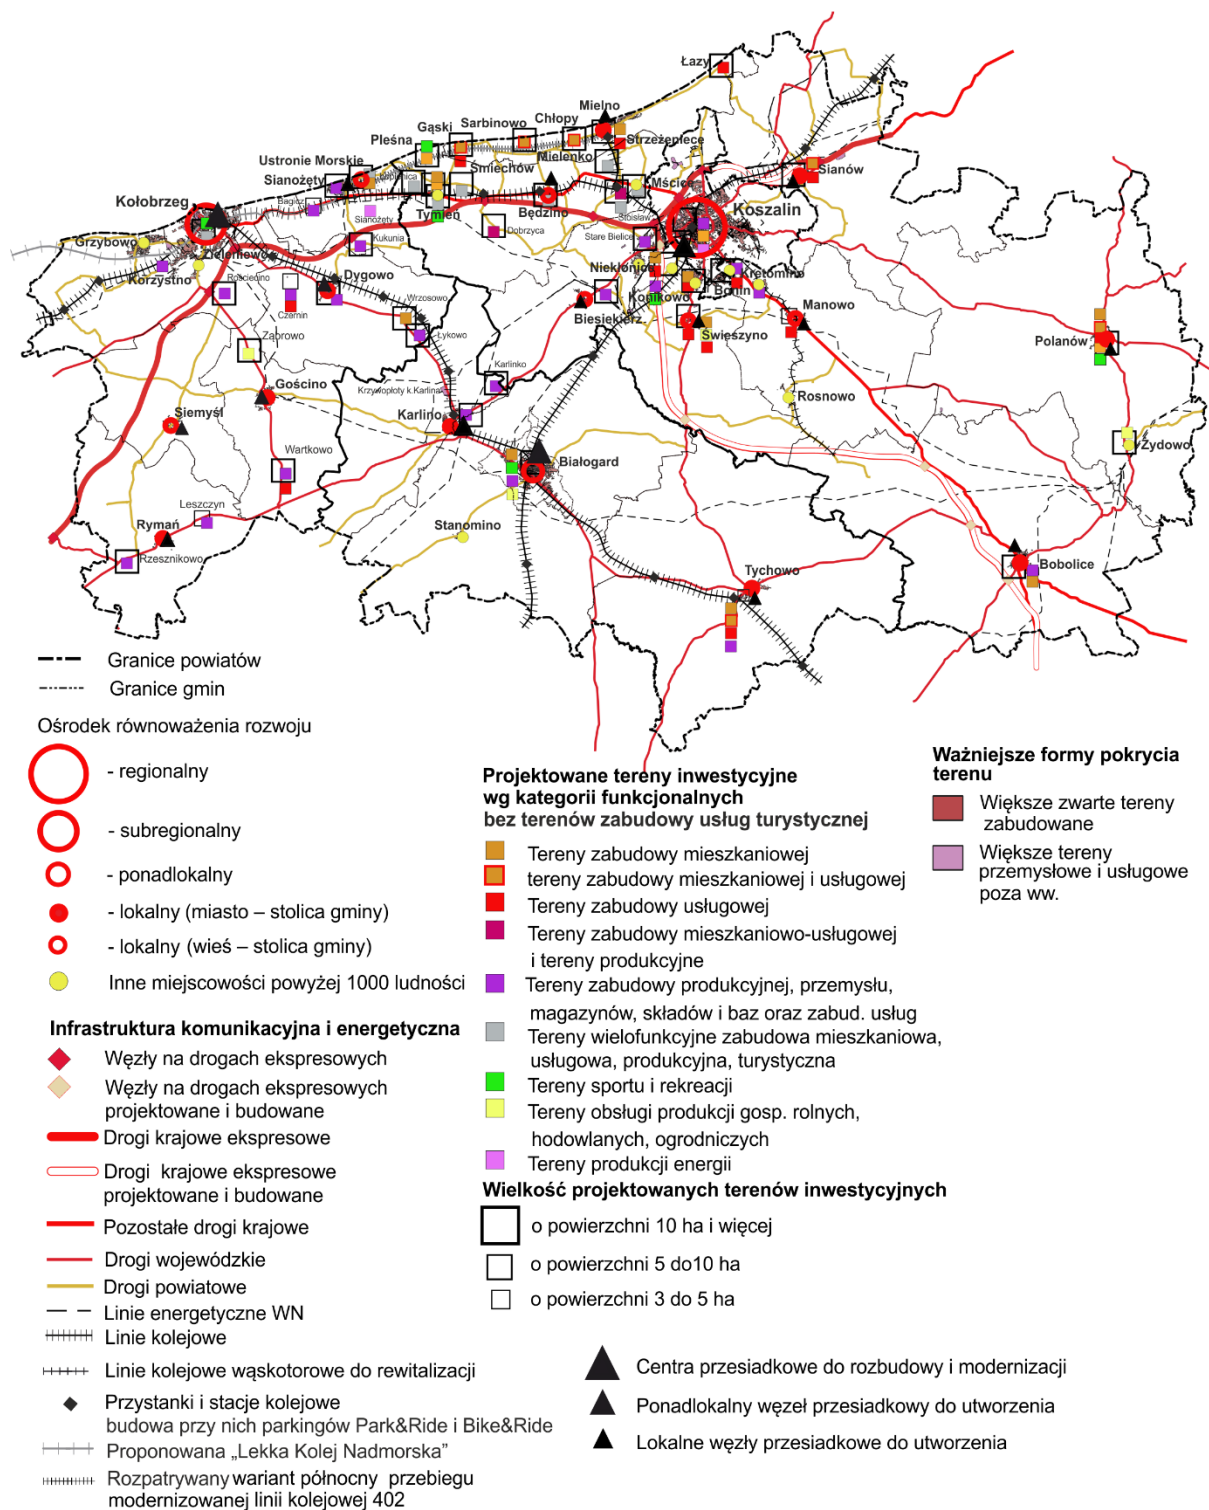 Łazy
Mielno
Chłopy
Sarbinowo
Gąski
Pleśna
Strzeżenice
Mielenko
Śmiechów
Ustronie Morskie
Sianożęty
Sianów
Mścice
Kołobrzeg
Bagicz
Tymień
Będzino
Stoisław
Koszalin
Sianożęty
Dobrzyca
Stare Bielice
Grzybowo
Kukunia
Zieleniewo
Korzystno
Niekłonice
Kretomino
Rościęcino
Dygowo
Konikowo
Bonin
Wrzosowo
Manowo
Czernin
Biesiekierz
Łykowo
Świeszyno
Polanów
Ząbrowo
Karlinko
Krzywopłoty k.Karlina
Gościno
Rosnowo
Siemyśl
Karlino
Żydowo
Wartkowo
Białogard
Leszczyn
Rymań
Stanomino
Rzesznikowo
Tychowo
Bobolice
Granice powiatów
Granice gmin
Ośrodek równoważenia rozwoju
- regionalny
- subregionalny
- ponadlokalny
- lokalny (miasto – stolica gminy)
- lokalny (wieś – stolica gminy)
Inne miejscowości powyżej 1000 ludności
Infrastruktura komunikacyjna i energetyczna
Węzły na drogach ekspresowych
Węzły na drogach ekspresowych
projektowane i budowane
Drogi krajowe ekspresowe
Drogi krajowe ekspresowe
projektowane i budowane
Pozostałe drogi krajowe
Drogi wojewódzkie
Drogi powiatowe
Linie energetyczne WN
Linie kolejowe
Linie kolejowe wąskotorowe do rewitalizacji
Przystanki i stacje kolejowe
budowa przy nich parkingów Park&Ride i Bike&Ride
Proponowana „Lekka Kolej Nadmorska”
Rozpatrywany wariant północny przebiegu
modernizowanej linii kolejowej 402
Projektowane tereny inwestycyjne
wg kategorii funkcjonalnych
bez terenów zabudowy usług turystycznej
Tereny zabudowy mieszkaniowej
tereny zabudowy mieszkaniowej i usługowej
Tereny zabudowy usługowej
Tereny zabudowy mieszkaniowo-usługowej
i tereny produkcyjne
Tereny zabudowy produkcyjnej, przemysłu,
magazynów, składów i baz oraz zabud. usług
Tereny wielofunkcyjne zabudowa mieszkaniowa,
usługowa, produkcyjna, turystyczna
Tereny sportu i rekreacji
Tereny obsługi produkcji gosp. rolnych,
hodowlanych, ogrodniczych
Tereny produkcji energii
Wielkość projektowanych terenów inwestycyjnych
o powierzchni 10 ha i więcej
o powierzchni 5 do10 ha
o powierzchni 3 do 5 ha
Centra przesiadkowe do rozbudowy i modernizacji
Ponadlokalny węzeł przesiadkowy do utworzenia
Lokalne węzły przesiadkowe do utworzenia
Ważniejsze formy pokrycia
terenu
Większe zwarte tereny
zabudowane
Większe tereny
przemysłowe i usługowe
poza ww.